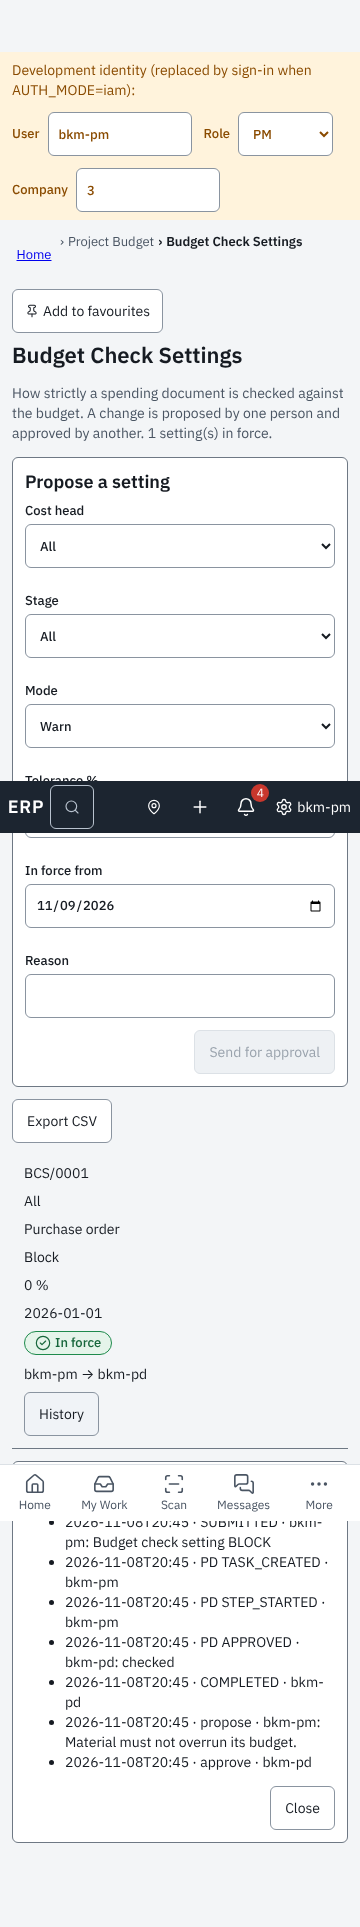 Development identity (replaced by sign-in when
AUTH_MODE=iam):
User bkm-pm Role PM
Company 3
Home › Project Budget › Budget Check Settings
Add to favourites
Budget Check Settings
How strictly a spending document is checked against
the budget. A change is proposed by one person and
approved by another. 1 setting(s) in force.
Propose a setting
Cost head
All
Stage
All
Mode
Warn
Tolerance %
ERP 4 bkm-pm
In force from
11/09/2026
Reason
Send for approval
Export CSV
BCS/0001
All
Purchase order
Block
0 %
2026-01-01
In force
bkm-pm → bkm-pd
History
Home My Work Scan Messages More
2026-11-08T20:45 · SUBMITTED · bkm-
pm: Budget check setting BLOCK
2026-11-08T20:45 · PD TASK_CREATED ·
bkm-pm
2026-11-08T20:45 · PD STEP_STARTED ·
bkm-pm
2026-11-08T20:45 · PD APPROVED ·
bkm-pd: checked
2026-11-08T20:45 · COMPLETED · bkm-
pd
2026-11-08T20:45 · propose · bkm-pm:
Material must not overrun its budget.
2026-11-08T20:45 · approve · bkm-pd
Close